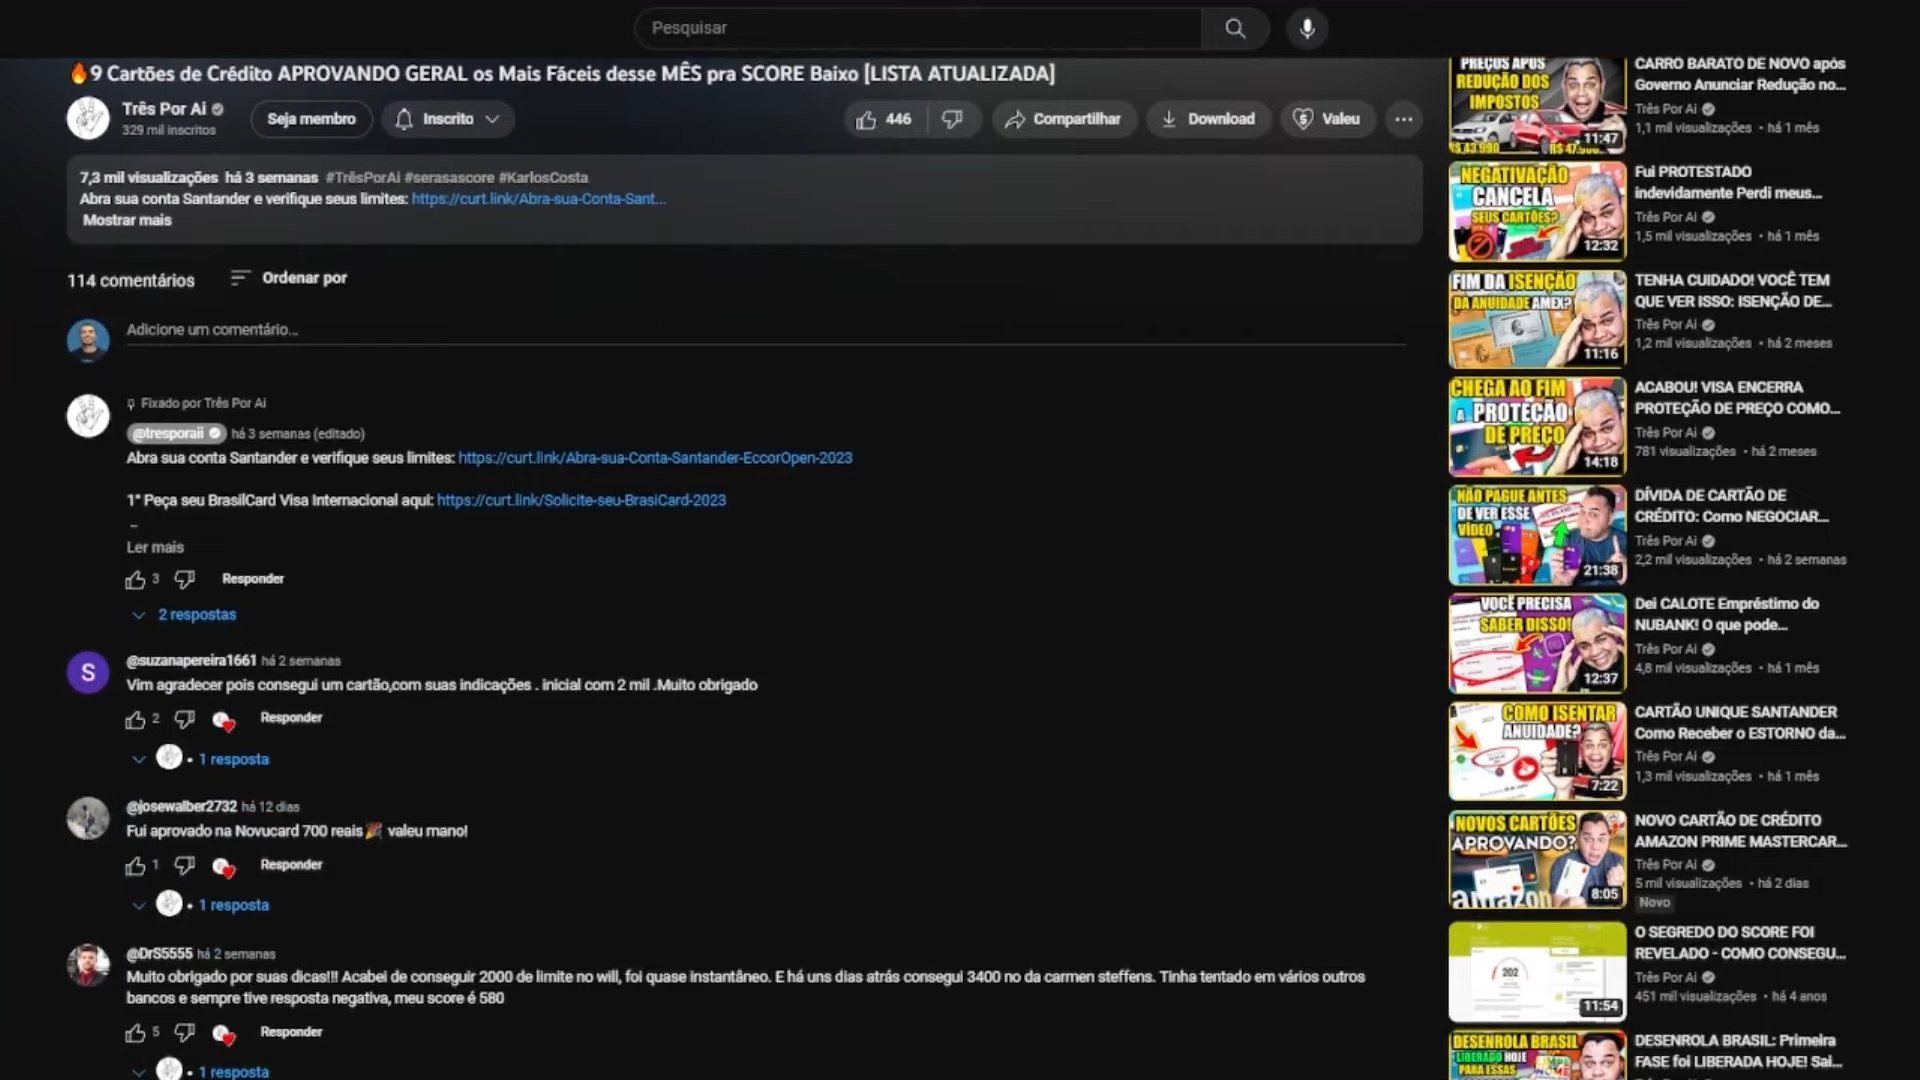 Pesquisar
🔥9 Cartões de Crédito APROVANDO GERAL os Mais Fáceis desse MÊS pra SCORE Baixo [LISTA ATUALIZADA]
Três Por Ai
329 mil inscritos
Seja membro
Inscrito
446
Compartilhar
Download
Valeu
7,3 mil visualizações há 3 semanas #TrêsPorAi #serasascore #KarlosCosta
Abra sua conta Santander e verifique seus limites: https://curt.link/Abra-sua-Conta-Sant...
Mostrar mais
114 comentários
Ordenar por
Adicione um comentário...
Fixado por Três Por Ai
@tresporaii há 3 semanas (editado)
Abra sua conta Santander e verifique seus limites: https://curt.link/Abra-sua-Conta-Santander-EccorOpen-2023
1° Peça seu BrasilCard Visa Internacional aqui: https://curt.link/Solicite-seu-BrasiCard-2023
_
Ler mais
3
Responder
2 respostas
S
@suzanapereira1661 há 2 semanas
Vim agradecer pois consegui um cartão,com suas indicações . inicial com 2 mil .Muito obrigado
2
Responder
• 1 resposta
@josewalber2732 há 12 dias
Fui aprovado na Novucard 700 reais🎉 valeu mano!
1
Responder
• 1 resposta
@DrS5555 há 2 semanas
Muito obrigado por suas dicas!!! Acabei de conseguir 2000 de limite no will, foi quase instantâneo. E há uns dias atrás consegui 3400 no da carmen steffens. Tinha tentado em vários outros
bancos e sempre tive resposta negativa, meu score é 580
5
Responder
• 1 resposta
PREÇOS APÓS
REDUÇÃO DOS
IMPOSTOS
11:47
CARRO BARATO DE NOVO após
Governo Anunciar Redução no...
Três Por Ai
1,1 mil visualizações • há 1 mês
NEGATIVAÇÃO
CANCELA
SEUS CARTÕES?
12:32
Fui PROTESTADO
indevidamente Perdi meus...
Três Por Ai
1,5 mil visualizações • há 1 mês
FIM DA ISENÇÃO
DA ANUIDADE AMEX?
11:16
TENHA CUIDADO! VOCÊ TEM
QUE VER ISSO: ISENÇÃO DE...
Três Por Ai
1,2 mil visualizações • há 2 meses
CHEGA AO FIM
A PROTEÇÃO
DE PREÇO
14:18
ACABOU! VISA ENCERRA
PROTEÇÃO DE PREÇO COMO...
Três Por Ai
781 visualizações • há 2 meses
NÃO PAGUE ANTES
DE VER ESSE
VÍDEO
21:38
DÍVIDA DE CARTÃO DE
CRÉDITO: Como NEGOCIAR...
Três Por Ai
2,2 mil visualizações • há 2 semanas
VOCÊ PRECISA
SABER DISSO!
12:37
Dei CALOTE Empréstimo do
NUBANK! O que pode...
Três Por Ai
4,8 mil visualizações • há 1 mês
COMO ISENTAR
ANUIDADE?
7:22
CARTÃO UNIQUE SANTANDER
Como Receber o ESTORNO da...
Três Por Ai
1,3 mil visualizações • há 1 mês
NOVOS CARTÕES
APROVANDO?
amazon
8:05
NOVO CARTÃO DE CRÉDITO
AMAZON PRIME MASTERCAR...
Três Por Ai
5 mil visualizações • há 2 dias
Novo
202
11:54
O SEGREDO DO SCORE FOI
REVELADO - COMO CONSEGU...
Três Por Ai
451 mil visualizações • há 4 anos
DESENROLA BRASIL
LIBERADO HOJE
PARA ESSAS
DESENROLA BRASIL: Primeira
FASE foi LIBERADA HOJE! Sai...